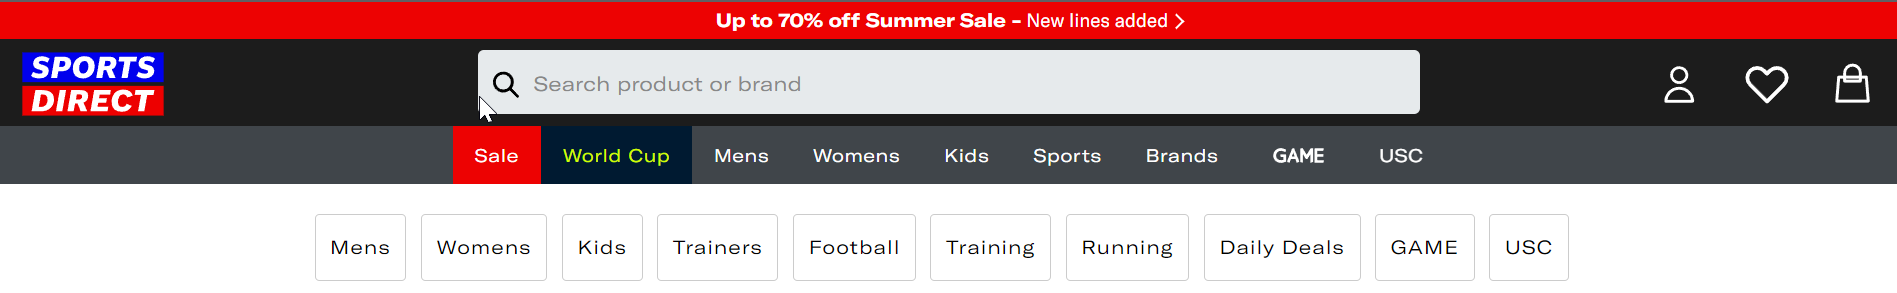 Up to 70% off Summer Sale - New lines added >
SPORTS
DIRECT
Search product or brand
Sale World Cup Mens Womens Kids Sports Brands GAME USC
Mens Womens Kids Trainers Football Training Running Daily Deals GAME USC